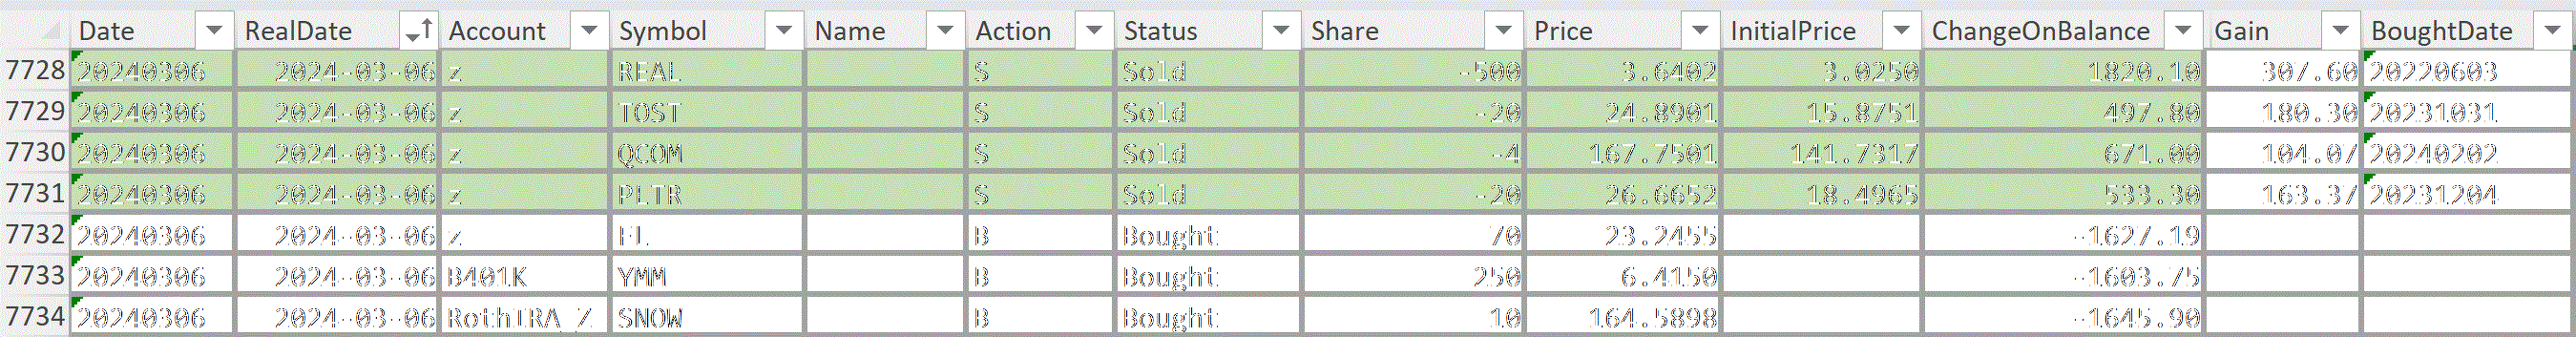 Date RealDate Account Symbol Name Action Status Share Price InitialPrice ChangeOnBalance Gain BoughtDate
7728 20240306 2024-03-06 z REAL S Sold -500 3.6402 3.0250 1820.10 307.60 20220603
7729 20240306 2024-03-06 z TOST S Sold -20 24.8901 15.8751 497.80 180.30 20231031
7730 20240306 2024-03-06 z QCOM S Sold -4 167.7501 141.7317 671.00 104.07 20240202
7731 20240306 2024-03-06 z PLTR S Sold -20 26.6652 18.4965 533.30 163.37 20231204
7732 20240306 2024-03-06 z FL B Bought 70 23.2455 -1627.19
7733 20240306 2024-03-06 B401K YMM B Bought 250 6.4150 -1603.75
7734 20240306 2024-03-06 RothIRA_Z SNOW B Bought 10 164.5898 -1645.90